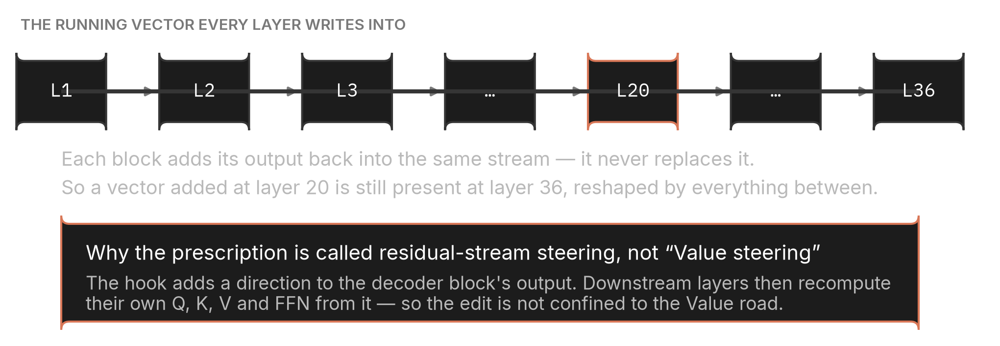 THE RUNNING VECTOR EVERY LAYER WRITES INTO
L1 L2 L3 … L20 … L36
Each block adds its output back into the same stream — it never replaces it.
So a vector added at layer 20 is still present at layer 36, reshaped by everything between.
Why the prescription is called residual-stream steering, not “Value steering”
The hook adds a direction to the decoder block's output. Downstream layers then recompute
their own Q, K, V and FFN from it — so the edit is not confined to the Value road.